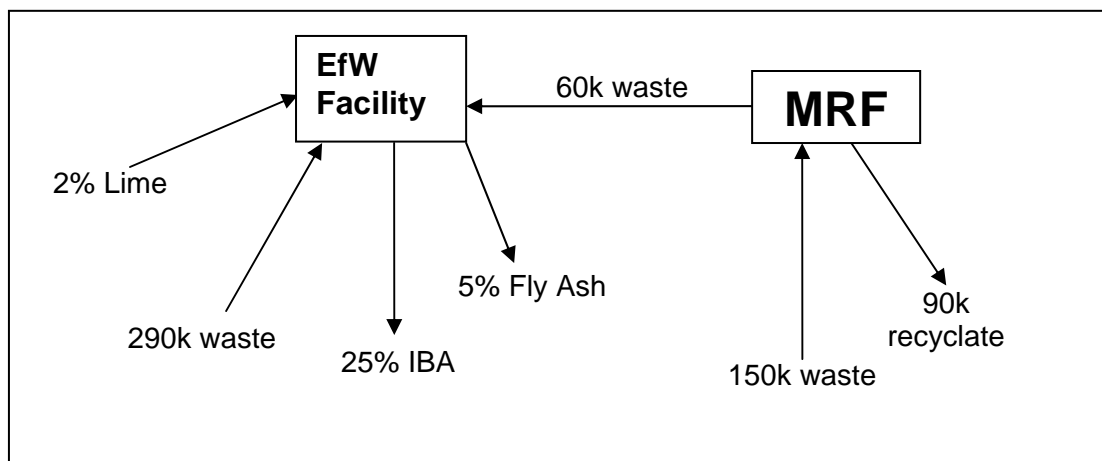 EfW
Facility
60k waste
MRF
2% Lime
5% Fly Ash
290k waste
25% IBA
90k
recyclate
150k waste